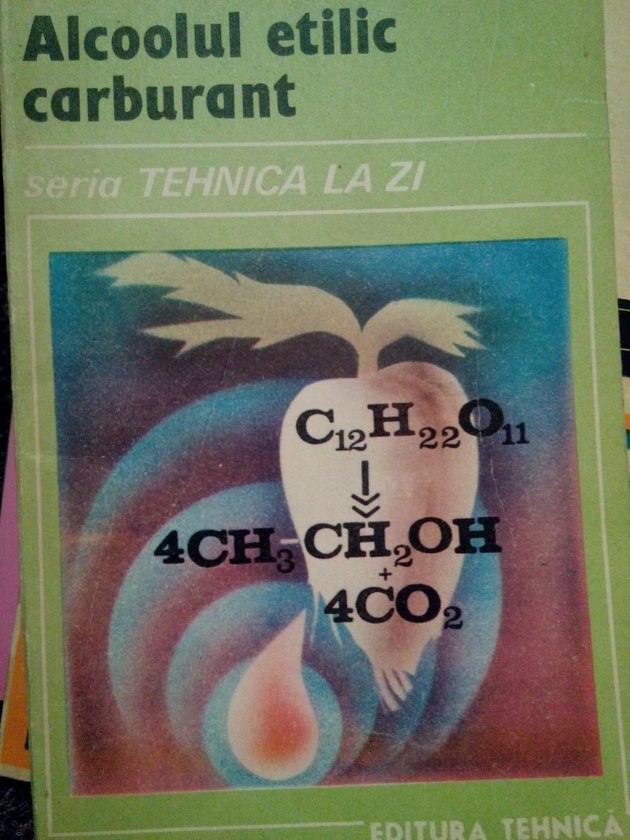 Alcoolul etilic
carburant
seria TEHNICA LA ZI
C₁₂H₂₂O₁₁
4CH₃-CH₂OH
+
4CO₂
EDITURA TEHNICĂ